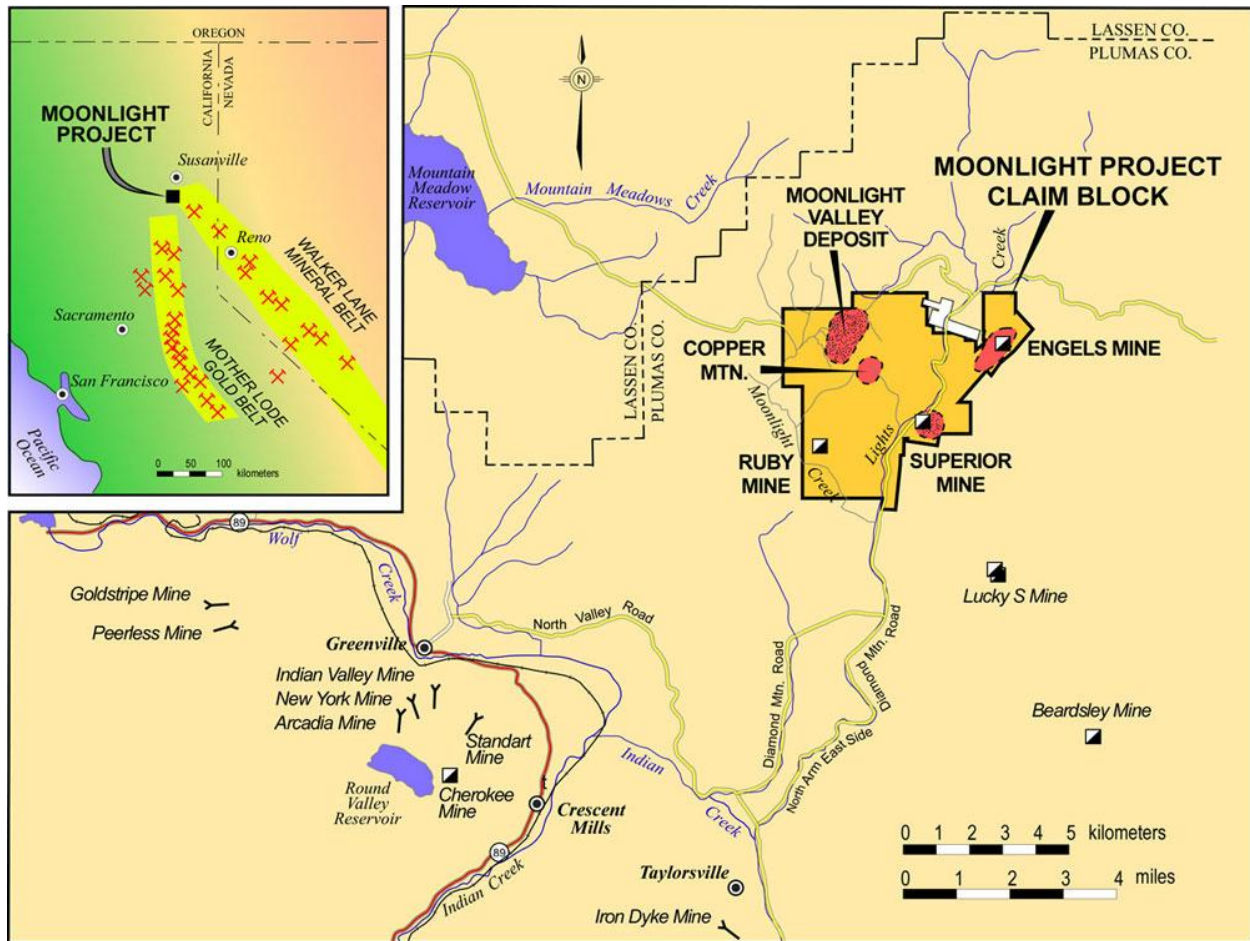 OREGON
CALIFORNIA
NEVADA
MOONLIGHT
PROJECT
Susanville
Reno
WALKER LANE
MINERAL BELT
Sacramento
MOTHER LODE
GOLD BELT
San Francisco
Pacific
Ocean
0 50 100
kilometers
N
LASSEN CO.
PLUMAS CO.
Mountain
Meadow
Reservoir
Mountain Meadows Creek
MOONLIGHT PROJECT
CLAIM BLOCK
MOONLIGHT
VALLEY
DEPOSIT
Creek
LASSEN CO.
PLUMAS CO.
COPPER
MTN.
ENGELS MINE
Moonlight
Creek
Lights
RUBY
MINE
SUPERIOR
MINE
89
Wolf
Creek
Goldstripe Mine
Peerless Mine
Lucky S Mine
North Valley Road
Greenville
Diamond Mtn. Road
Diamond Mtn. Road
Indian Valley Mine
New York Mine
Arcadia Mine
Standart
Mine
Beardsley Mine
Indian
Creek
North Arm East Side
Round
Valley
Reservoir
Cherokee
Mine
Crescent
Mills
89
Indian Creek
Taylorsville
Iron Dyke Mine
0 1 2 3 4 5 kilometers
0 1 2 3 4 miles